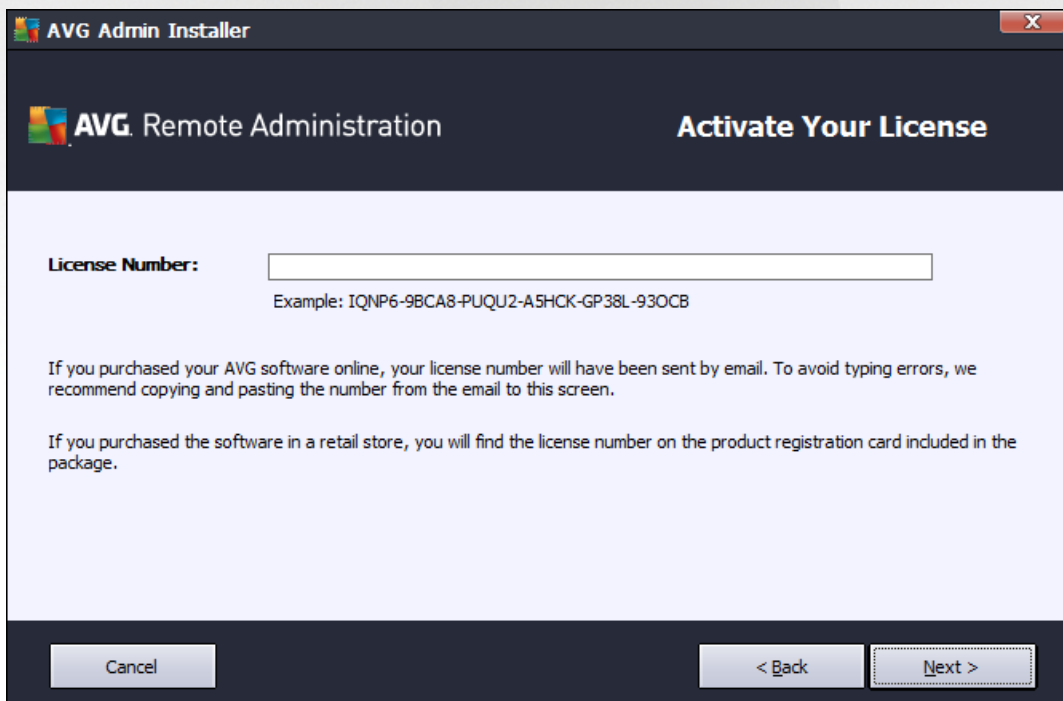 AVG Admin Installer
AVG. Remote Administration
Activate Your License
License Number:
Example: IQNP6-9BCA8-PUQU2-A5HCK-GP38L-93OCB
If you purchased your AVG software online, your license number will have been sent by email. To avoid typing errors, we
recommend copying and pasting the number from the email to this screen.
If you purchased the software in a retail store, you will find the license number on the product registration card included in the
package.
Cancel
< Back
Next >